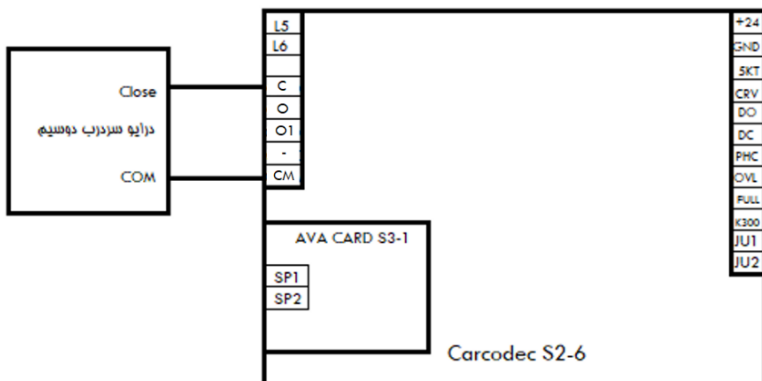 Close
درایو سردرب دوسیم
COM
L5
L6
C
O
O1
-
CM
AVA CARD S3-1
SP1
SP2
Carcodec S2-6
+24
GND
5KT
CRV
DO
DC
PHC
OVL
FULL
K300
JU1
JU2